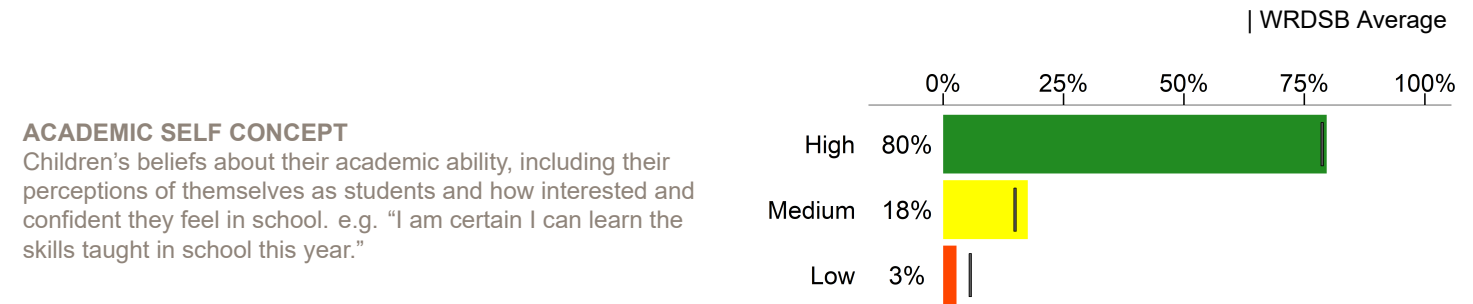 | WRDSB Average
0% 25% 50% 75% 100%
ACADEMIC SELF CONCEPT
Children’s beliefs about their academic ability, including their
perceptions of themselves as students and how interested and
confident they feel in school. e.g. “I am certain I can learn the
skills taught in school this year.”
High 80%
Medium 18%
Low 3%